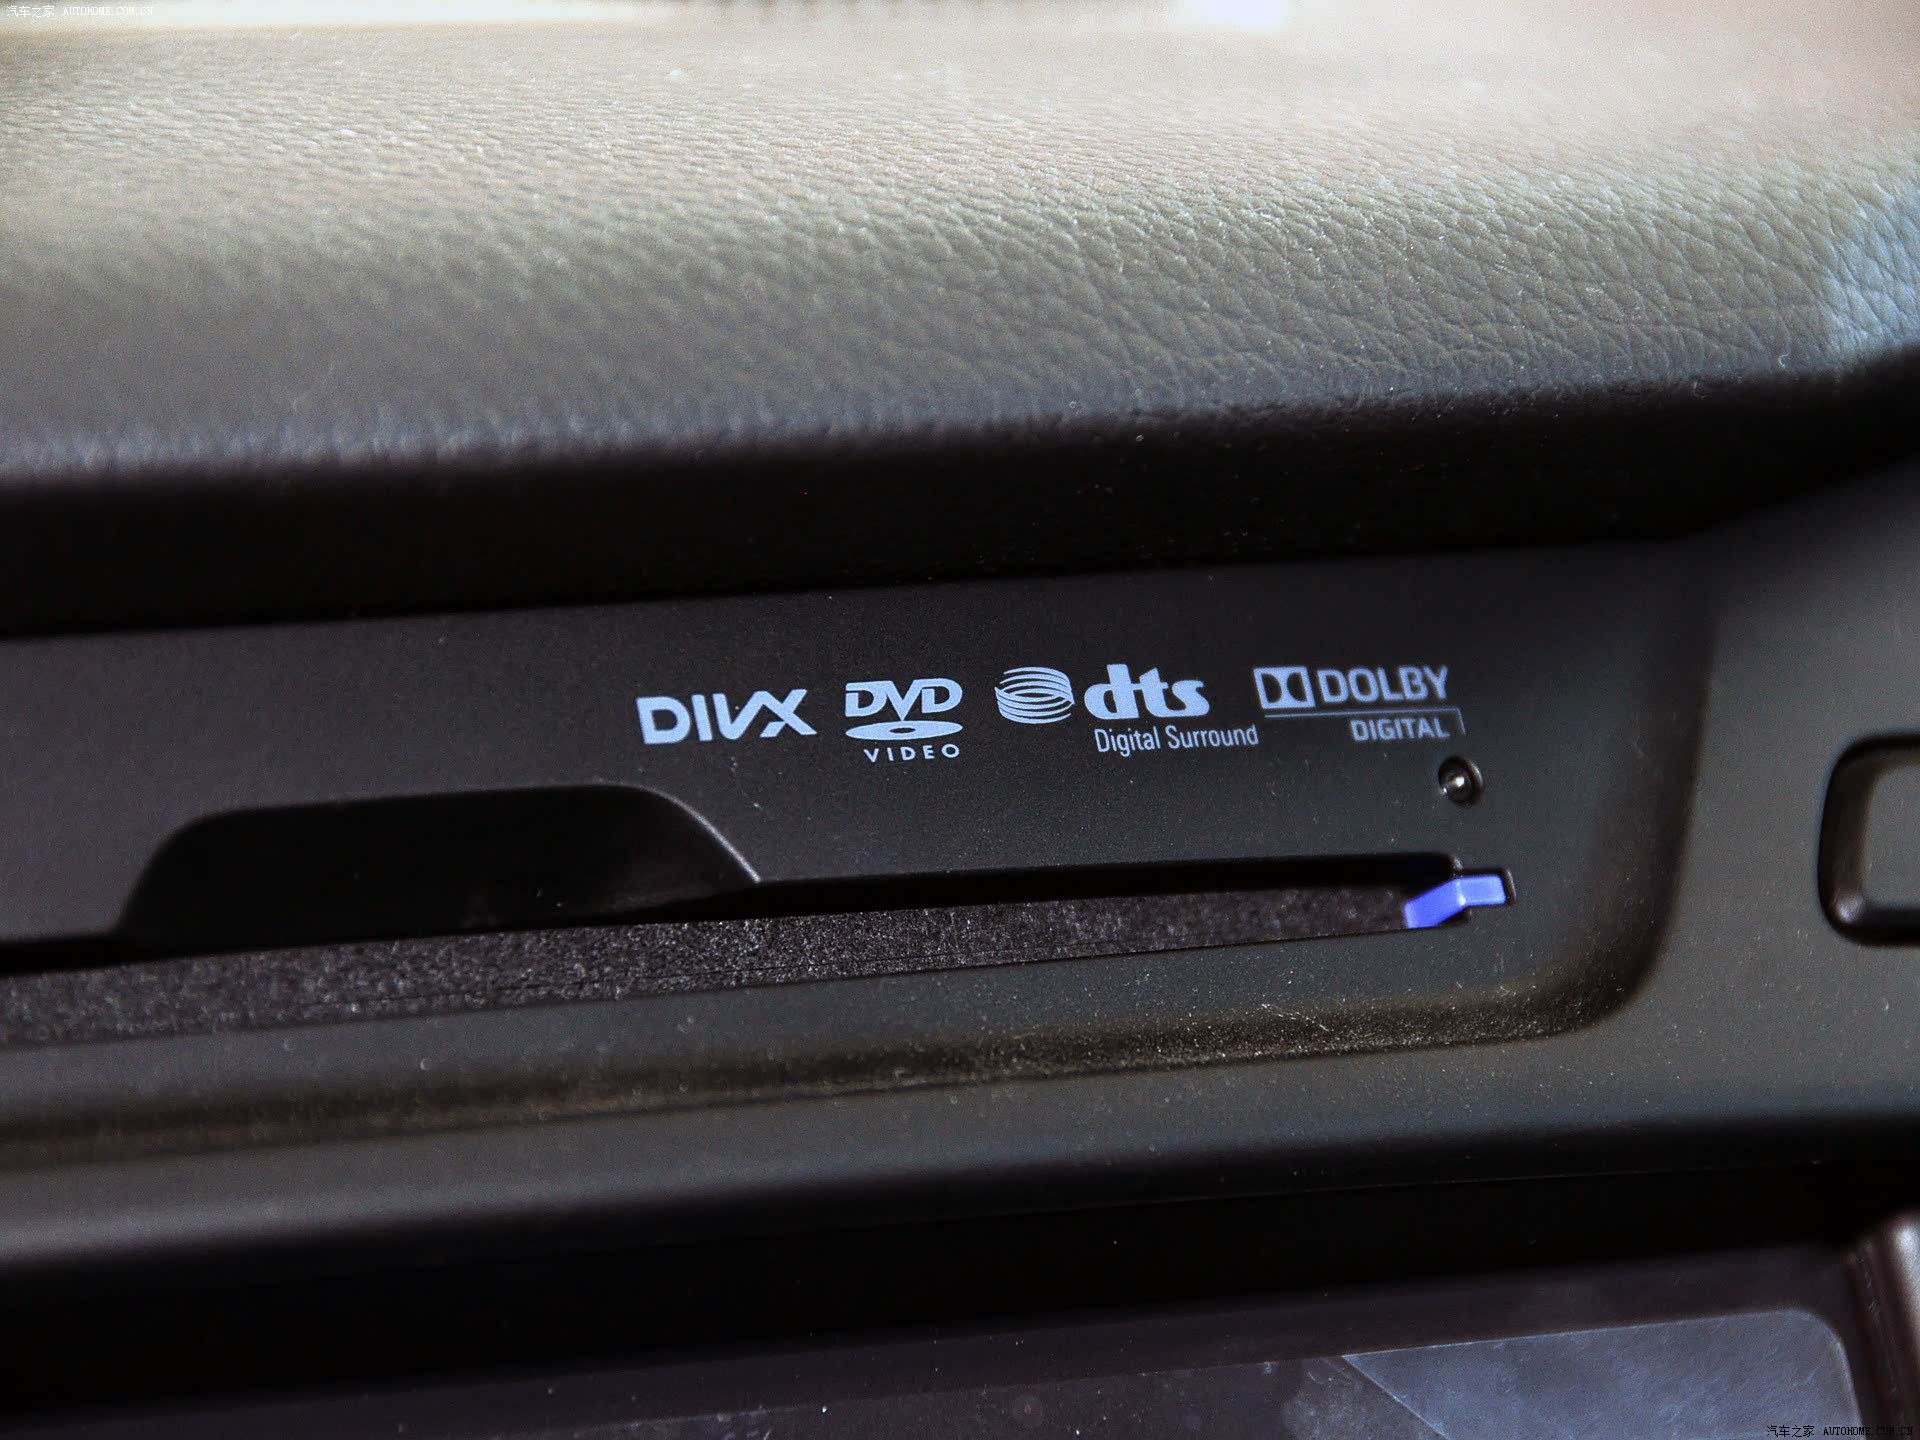 汽车之家 AUTOHOME.COM.CN
DIVX
DVD
VIDEO
dts
Digital Surround
DOLBY
DIGITAL
汽车之家 AUTOHOME.COM.CN